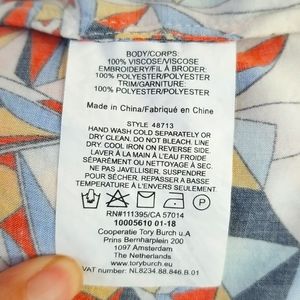 BODY/CORPS:
100% VISCOSE/VISCOSE
EMBROIDERY/FIL À BRODER:
100% POLYESTER/POLYESTER
TRIM/GARNITURE
100% POLYESTER/POLYESTER
Made in China/Fabriqué en Chine
STYLE 48713
HAND WASH COLD SEPARATELY OR
DRY CLEAN. DO NOT BLEACH. LINE
DRY. COOL IRON ON REVERSE SIDE.
LAVER À LA MAIN À L'EAU FROIDE
SÉPARÉMENT OU NETTOYAGE À SEC.
NE PAS JAVELLISER. SUSPENDRE
POUR SÉCHER. REPASSER A BASSE
TEMPÉRATURE À L'ENVERS SEULEMENT
P
RN#111395/CA 57014
10005610 01-18
Cooperatie Tory Burch u.A
Prins Bernharplein 200
1097 Amsterdam
The Netherlands
www.toryburch.com
VAT number: NL8234.88.846.B.01